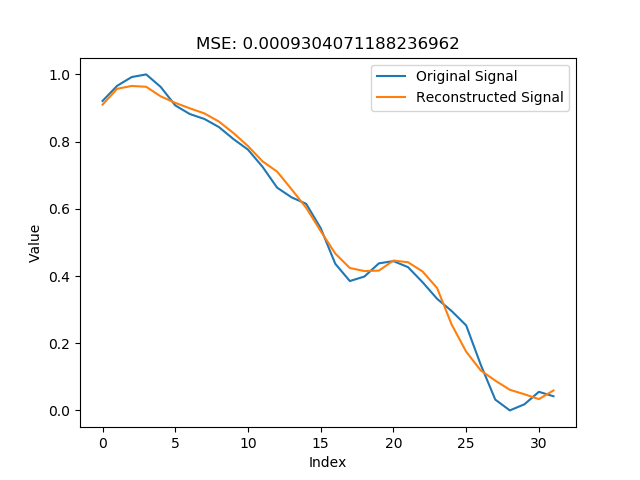 MSE: 0.0009304071188236962
Original Signal
Reconstructed Signal
1.0
0.8
0.6
0.4
0.2
0.0
Value
0 5 10 15 20 25 30
Index